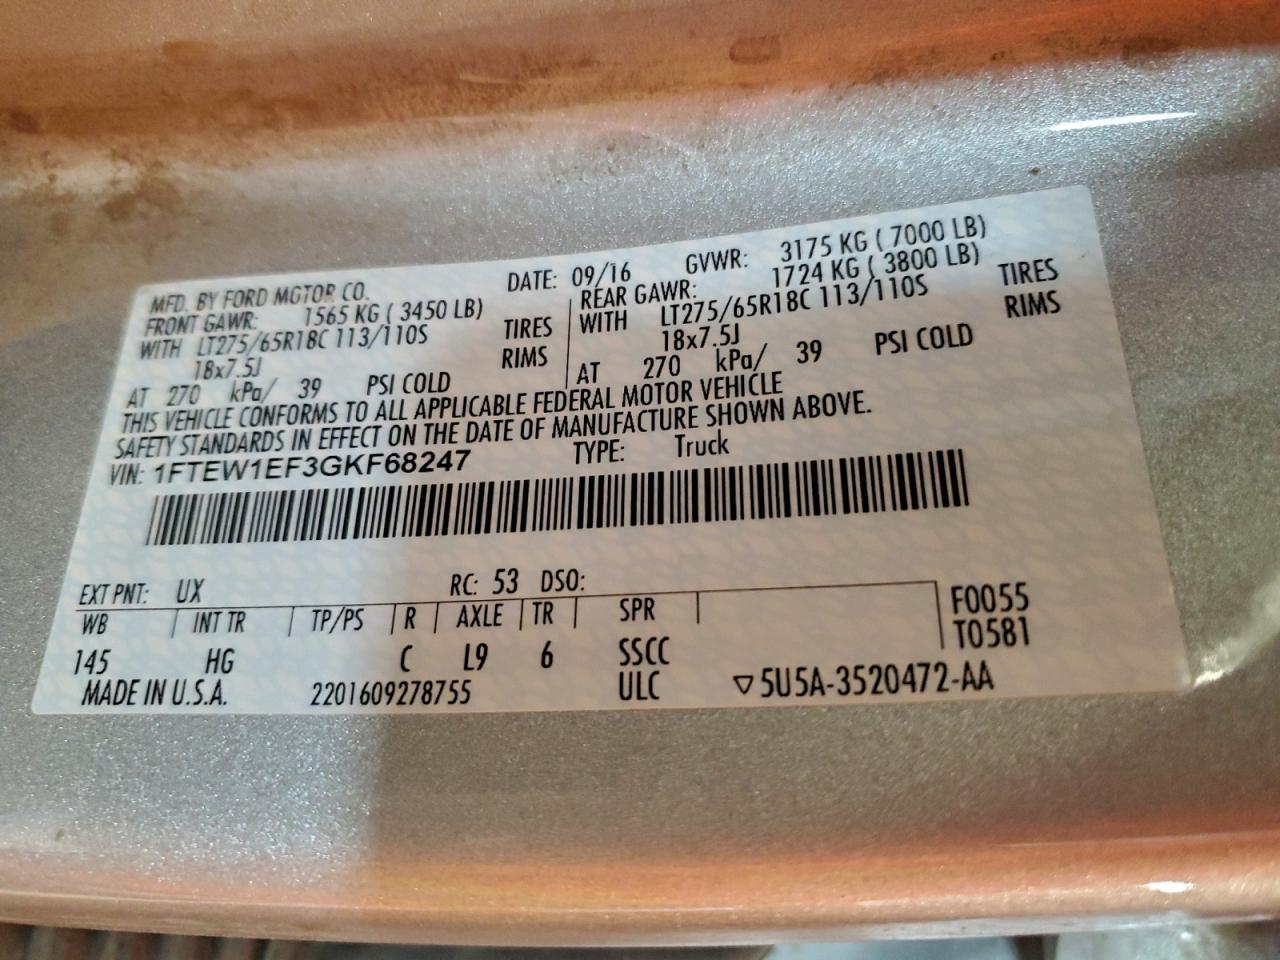 MFD. BY FORD MOTOR CO. DATE: 09/16 GVWR: 3175 KG ( 7000 LB)
FRONT GAWR: 1565 KG ( 3450 LB) REAR GAWR: 1724 KG ( 3800 LB)
WITH LT275/65R18C 113/110S TIRES WITH LT275/65R18C 113/110S TIRES
18x7.5J RIMS 18x7.5J RIMS
AT 270 kPa/ 39 PSI COLD AT 270 kPa/ 39 PSI COLD
THIS VEHICLE CONFORMS TO ALL APPLICABLE FEDERAL MOTOR VEHICLE
SAFETY STANDARDS IN EFFECT ON THE DATE OF MANUFACTURE SHOWN ABOVE.
VIN: 1FTEW1EF3GKF68247 TYPE: Truck
EXT PNT: UX RC: 53 DSO:
WB INT TR TP/PS R AXLE TR SPR F0055
T0581
145 HG C L9 6 SSCC
MADE IN U.S.A. 2201609278755 ULC ▽5U5A-3520472-AA